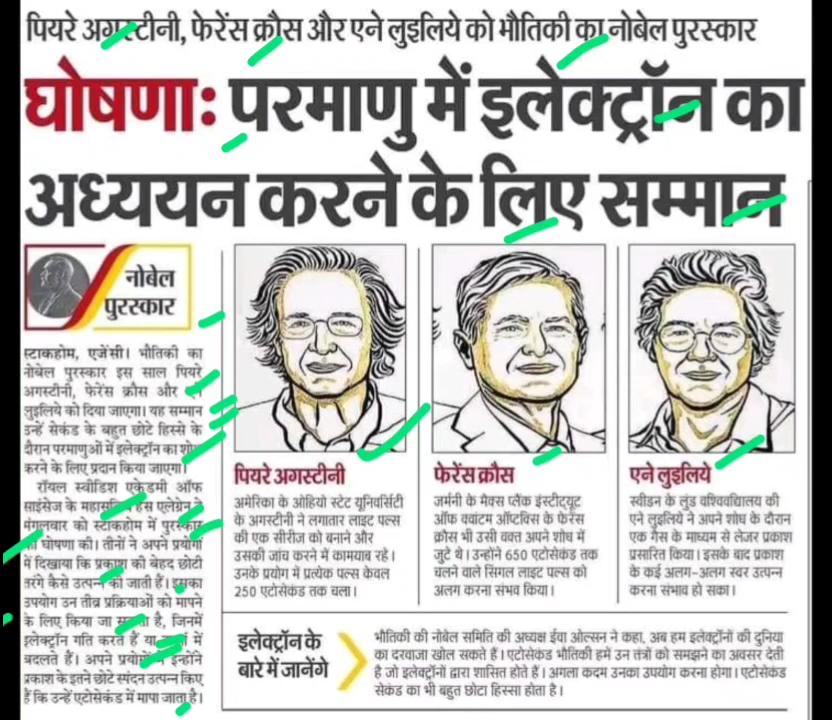 पियरे अगस्टीनी, फेरेंस क्रौस और एने लुइलिये को भौतिकी का नोबेल पुरस्कार
घोषणा: परमाणु में इलेक्ट्रॉन का
अध्ययन करने के लिए सम्मान
नोबेल
पुरस्कार
स्टाकहोम, एजेंसी। भौतिकी का
नोबेल पुरस्कार इस साल पियरे
अगस्टीनी, फेरेंस क्रौस और
लुइलिये को दिया जाएगा। यह सम्मान
उन्हें सेकंड के बहुत छोटे हिस्से के
दौरान परमाणुओं में इलेक्ट्रॉन का
करने के लिए प्रदान किया जाएगा।
रॉयल स्वीडिश एकेडमी ऑफ
साइंसेज के महासचिव हंस एलेग्रेन ने
मंगलवार को स्टाकहोम में पुरस्कार
घोषणा की। तीनों ने अपने प्रयोगों
में दिखाया कि प्रकाश की बेहद छोटी
तरंगे कैसे उत्पन्न की जाती हैं। इसका
उपयोग उन तीव्र प्रक्रियाओं को मापने
के लिए किया जा सकता है, जिनमें
इलेक्ट्रॉन गति करते हैं या में
बदलते हैं। अपने प्रयोगों में इन्होंने
प्रकाश के इतने छोटे स्पंदन उत्पन्न किए
हैं कि उन्हें एटोसेकंड में मापा जाता है।
पियरे अगस्टीनी
अमेरिका के ओहियो स्टेट यूनिवर्सिटी
के अगस्टीनी ने लगातार लाइट पल्स
की एक सीरीज को बनाने और
उसकी जांच करने में कामयाब रहे।
उनके प्रयोग में प्रत्येक पल्स केवल
250 एटोसेकंड तक चला।
फेरेंस क्रौस
जर्मनी के मैक्स प्लैंक इंस्टीट्यूट
ऑफ क्वांटम ऑप्टिक्स के फेरेंस
क्रौस भी उसी वक्त अपने शोध में
जुटे थे। उन्होंने 650 एटोसेकंड तक
चलने वाले सिंगल लाइट पल्स को
अलग करना संभव किया।
एने लुइलिये
स्वीडन के लुंड विश्वविद्यालय की
एने लुइलिये ने अपने शोध के दौरान
एक गैस के माध्यम से लेजर प्रकाश
प्रसारित किया। इसके बाद प्रकाश
के कई अलग-अलग स्वर उत्पन्न
करना संभाव हो सका।
इलेक्ट्रॉन के
बारे में जानेंगे
भौतिकी की नोबेल समिति की अध्यक्ष ईवा ओल्सन ने कहा, अब हम इलेक्ट्रॉनों की दुनिया
का दरवाजा खोल सकते हैं। एटोसेकंड भौतिकी हमें उन तंत्रों को समझने का अवसर देती
है जो इलेक्ट्रॉनों द्वारा शासित होते हैं। अगला कदम उनका उपयोग करना होगा। एटोसेकंड
सेकंड का भी बहुत छोटा हिस्सा होता है।